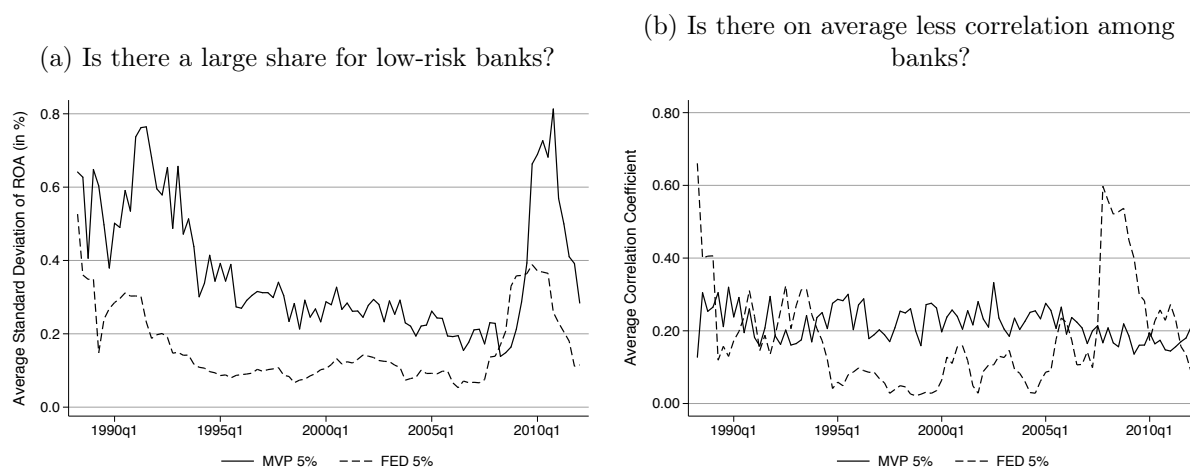 (a) Is there a large share for low-risk banks?
Average Standard Deviation of ROA (in %)
0.8
0.6
0.4
0.2
0.0
1990q1 1995q1 2000q1 2005q1 2010q1
MVP 5% FED 5%
(b) Is there on average less correlation among
banks?
Average Correlation Coefficient
0.80
0.60
0.40
0.20
0.00
1990q1 1995q1 2000q1 2005q1 2010q1
MVP 5% FED 5%